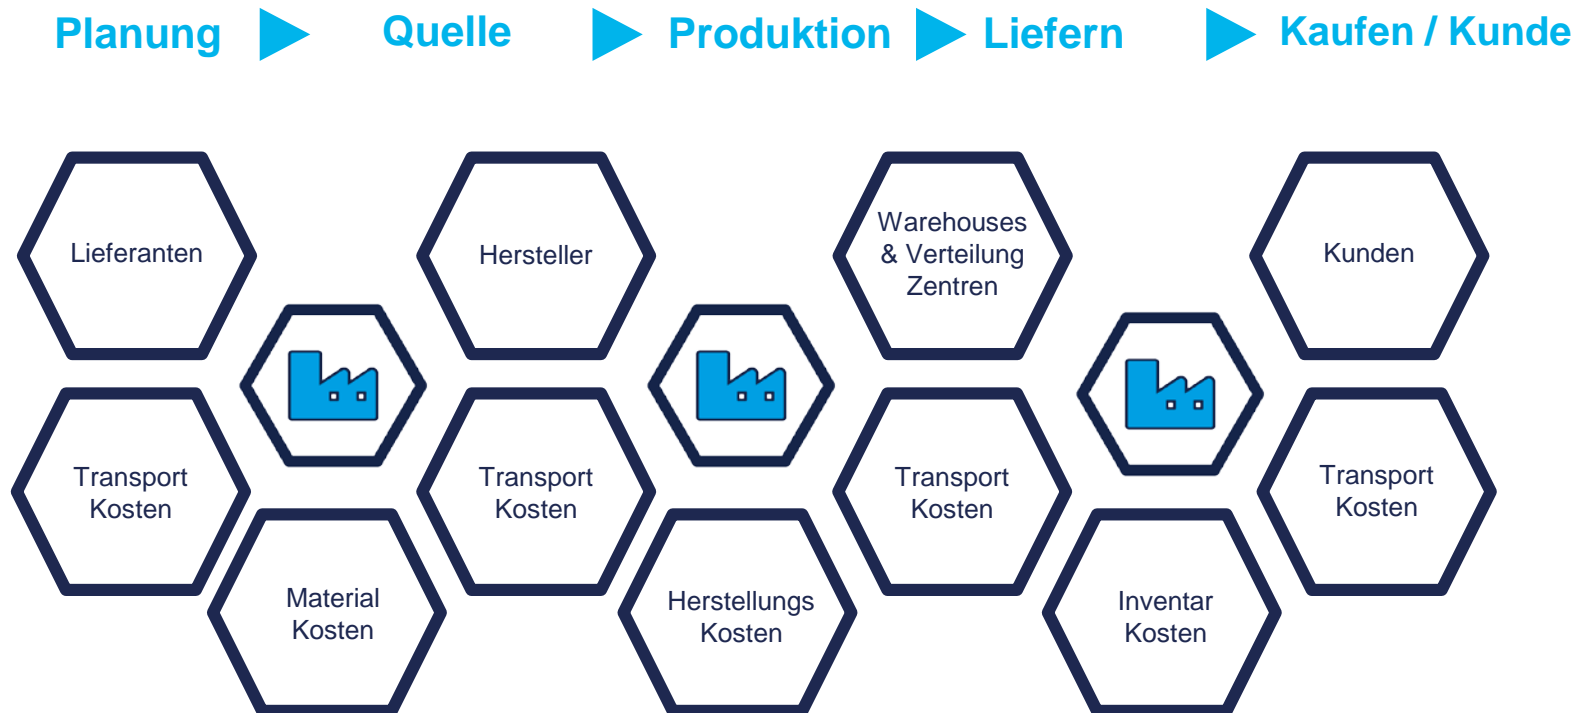 Planung
Quelle
Produktion
Liefern
Kaufen / Kunde
Lieferanten
Hersteller
Warehouses
& Verteilung
Zentren
Kunden
Transport
Kosten
Transport
Kosten
Transport
Kosten
Transport
Kosten
Material
Kosten
Herstellungs
Kosten
Inventar
Kosten